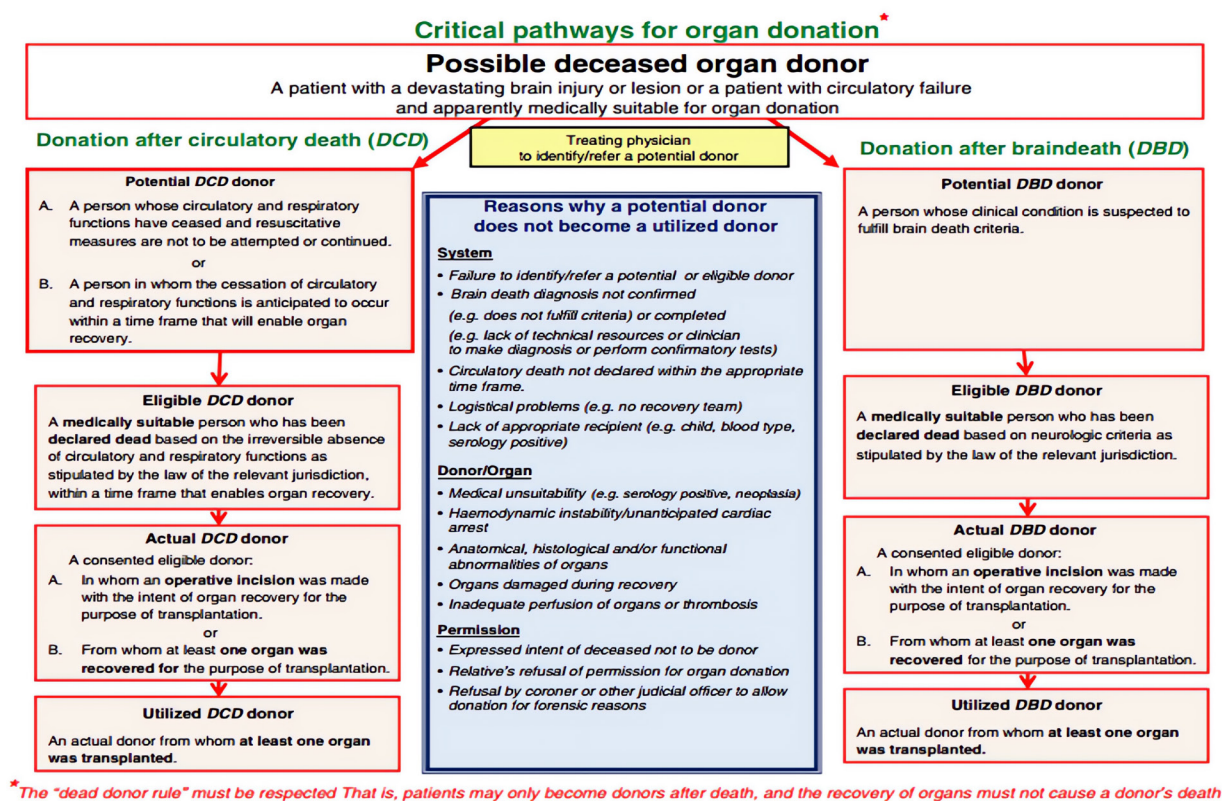 Critical pathways for organ donation*
Possible deceased organ donor
A patient with a devastating brain injury or lesion or a patient with circulatory failure
and apparently medically suitable for organ donation
Donation after circulatory death (DCD)
Treating physician
to identify/refer a potential donor
Donation after braindeath (DBD)
Potential DCD donor
A. A person whose circulatory and respiratory
functions have ceased and resuscitative
measures are not to be attempted or continued.
or
B. A person in whom the cessation of circulatory
and respiratory functions is anticipated to occur
within a time frame that will enable organ
recovery.
Eligible DCD donor
A medically suitable person who has been
declared dead based on the irreversible absence
of circulatory and respiratory functions as
stipulated by the law of the relevant jurisdiction,
within a time frame that enables organ recovery.
Actual DCD donor
A consented eligible donor:
A. In whom an operative incision was made
with the intent of organ recovery for the
purpose of transplantation.
or
B. From whom at least one organ was
recovered for the purpose of transplantation.
Utilized DCD donor
An actual donor from whom at least one organ
was transplanted.
Reasons why a potential donor
does not become a utilized donor
System
• Failure to identify/refer a potential or eligible donor
• Brain death diagnosis not confirmed
(e.g. does not fulfill criteria) or completed
(e.g. lack of technical resources or clinician
to make diagnosis or perform confirmatory tests)
• Circulatory death not declared within the appropriate
time frame.
• Logistical problems (e.g. no recovery team)
• Lack of appropriate recipient (e.g. child, blood type,
serology positive)
Donor/Organ
• Medical unsuitability (e.g. serology positive, neoplasia)
• Haemodynamic instability/unanticipated cardiac
arrest
• Anatomical, histological and/or functional
abnormalities of organs
• Organs damaged during recovery
• Inadequate perfusion of organs or thrombosis
Permission
• Expressed intent of deceased not to be donor
• Relative's refusal of permission for organ donation
• Refusal by coroner or other judicial officer to allow
donation for forensic reasons
Potential DBD donor
A person whose clinical condition is suspected to
fulfill brain death criteria.
Eligible DBD donor
A medically suitable person who has been
declared dead based on neurologic criteria as
stipulated by the law of the relevant jurisdiction.
Actual DBD donor
A consented eligible donor:
A. In whom an operative incision was made
with the intent of organ recovery for the
purpose of transplantation.
or
B. From whom at least one organ was
recovered for the purpose of transplantation.
Utilized DBD donor
An actual donor from whom at least one organ
was transplanted.
*The "dead donor rule" must be respected That is, patients may only become donors after death, and the recovery of organs must not cause a donor's death